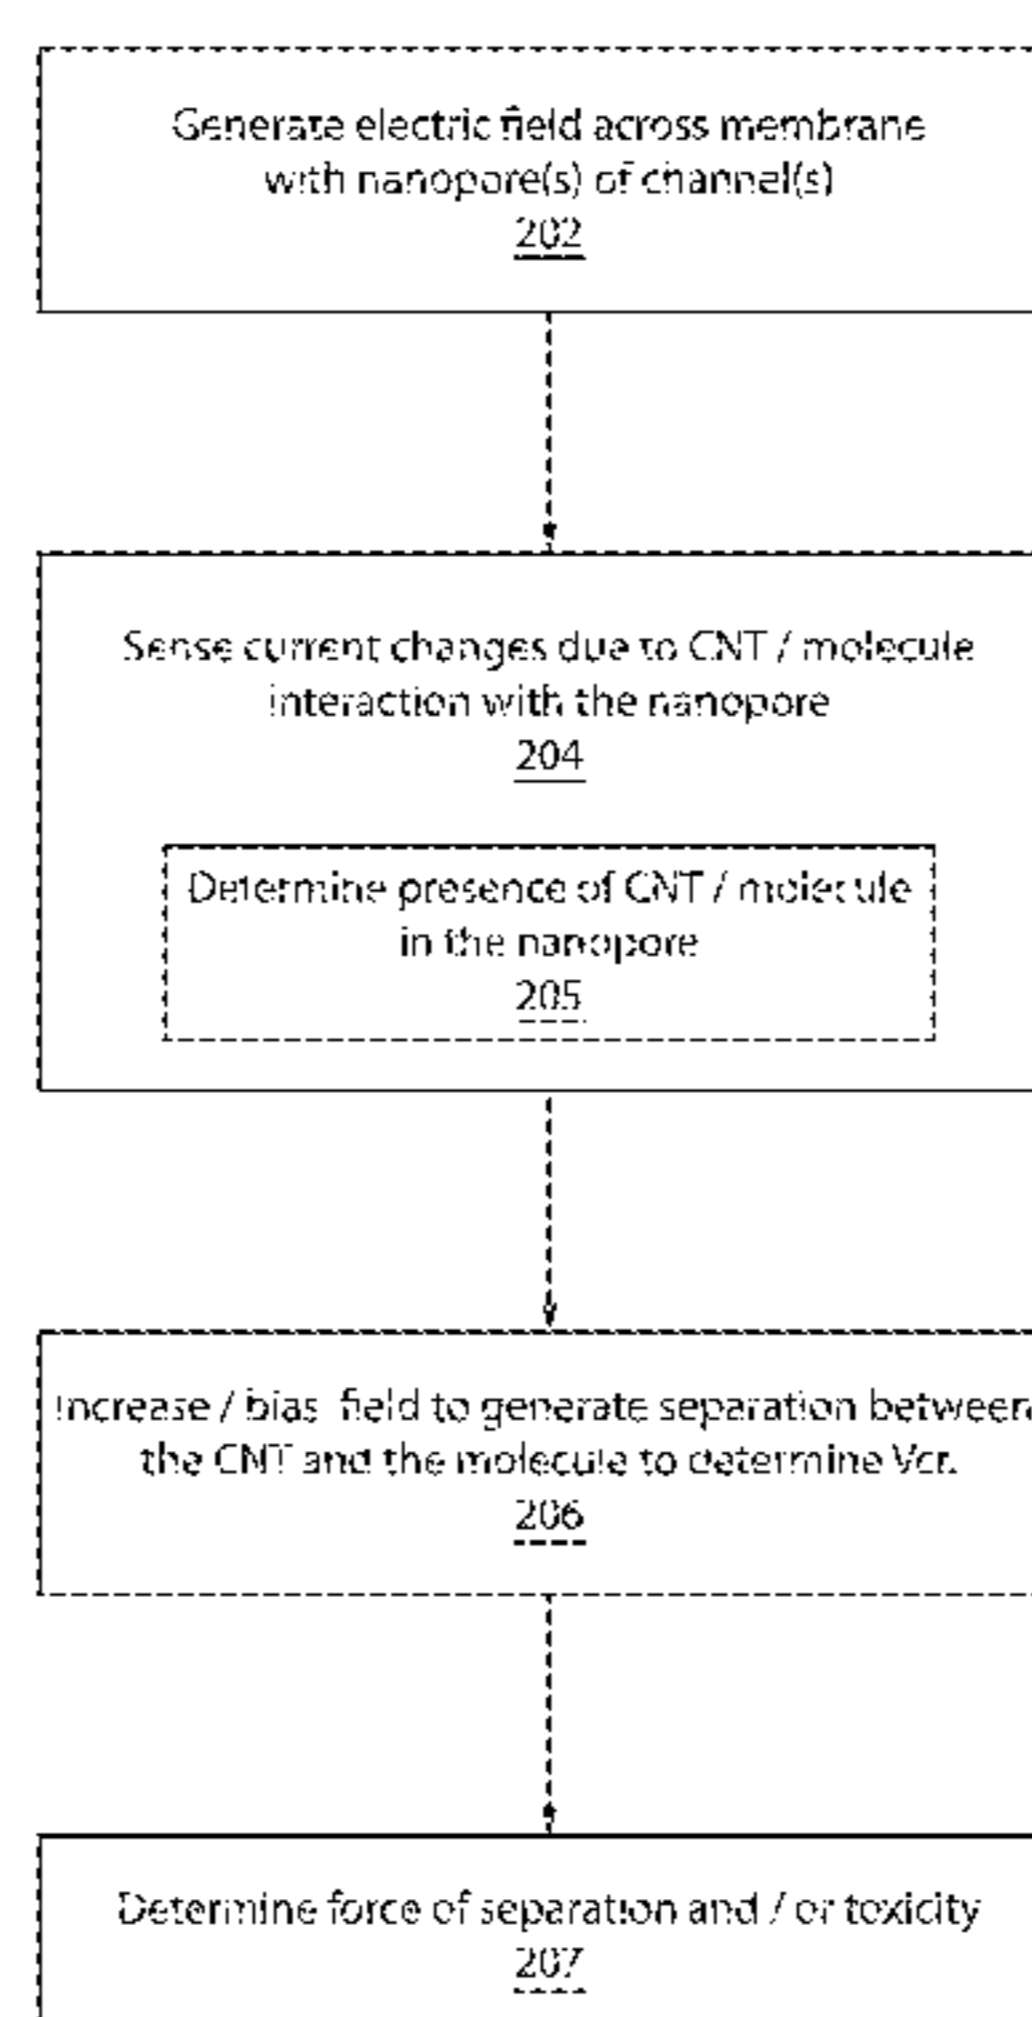 Generate electric field across membrane
with nanopore(s) of channel(s)
202
Sense current changes due to CNT / molecule
interaction with the nanopore
204
Determine presence of CNT / molecule
in the nanopore
205
Increase / bias field to generate separation between
the CNT and the molecule to determine Vcr.
206
Determine force of separation and / or toxicity
207